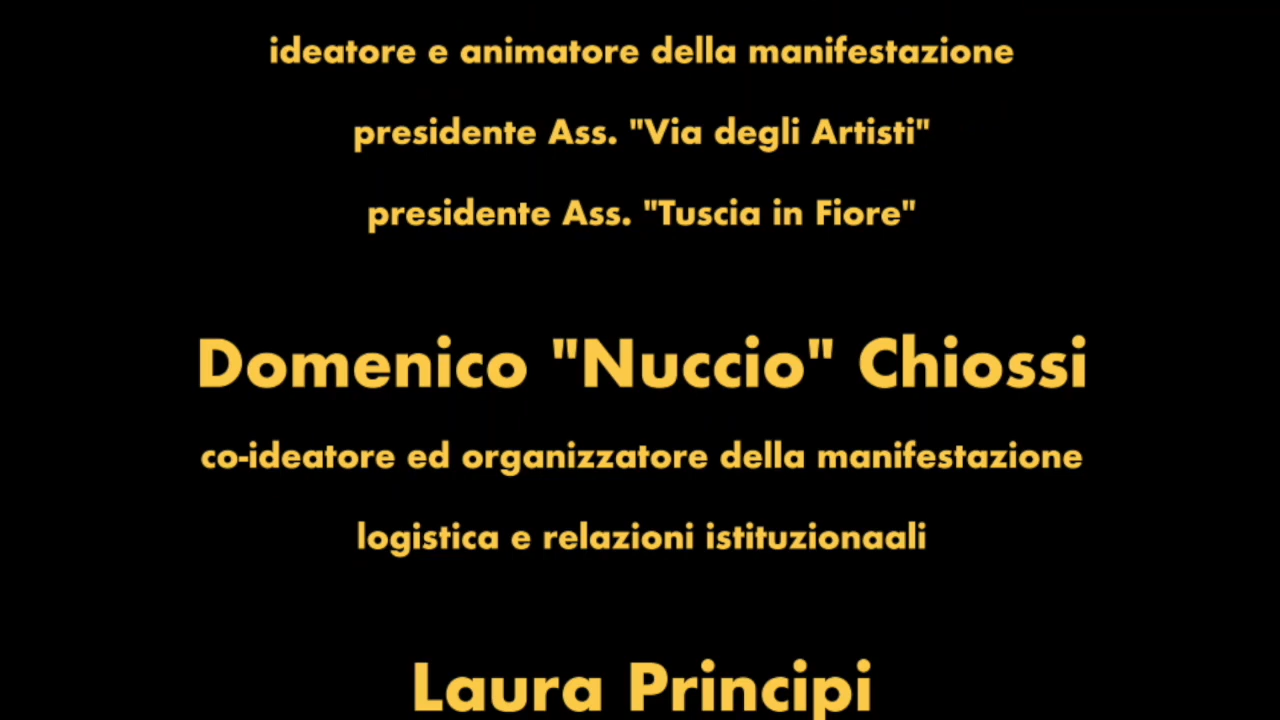 ideatore e animatore della manifestazione
presidente Ass. "Via degli Artisti"
presidente Ass. "Tuscia in Fiore"
Domenico "Nuccio" Chiossi
co-ideatore ed organizzatore della manifestazione
logistica e relazioni istituzionaali
Laura Principi